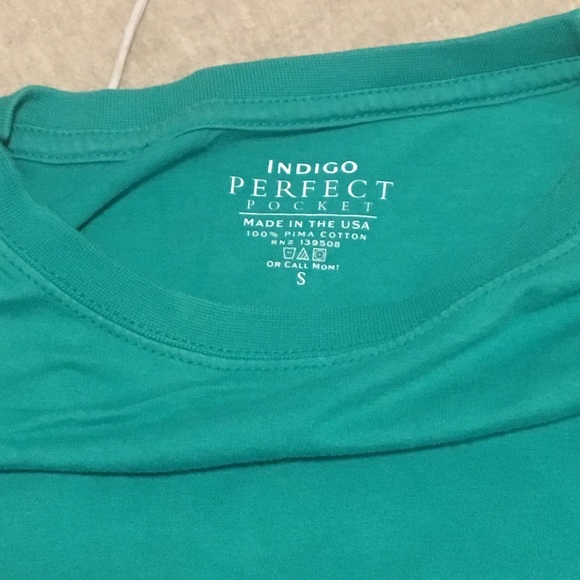 INDIGO
PERFECT
POCKET
MADE IN THE USA
100% PIMA COTTON
RN# 139508
OR CALL MOM!
S